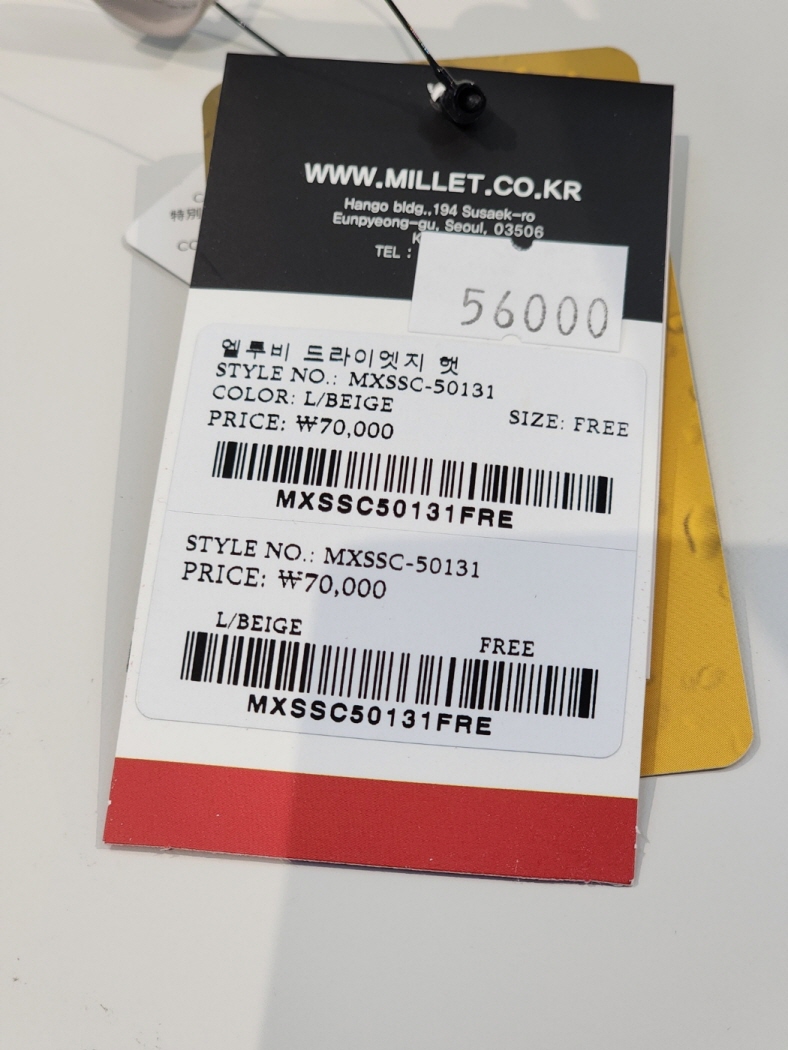 WWW.MILLET.CO.KR
Hango bldg.,194 Susaek-ro
Eunpyeong-gu, Seoul, 03506
TEL :
56000
엘루비 드라이엣지 햇
STYLE NO.: MXSSC-50131
COLOR: L/BEIGE
SIZE: FREE
PRICE: ₩70,000
MXSSC50131FRE
STYLE NO.: MXSSC-50131
PRICE: ₩70,000
L/BEIGE
FREE
MXSSC50131FRE